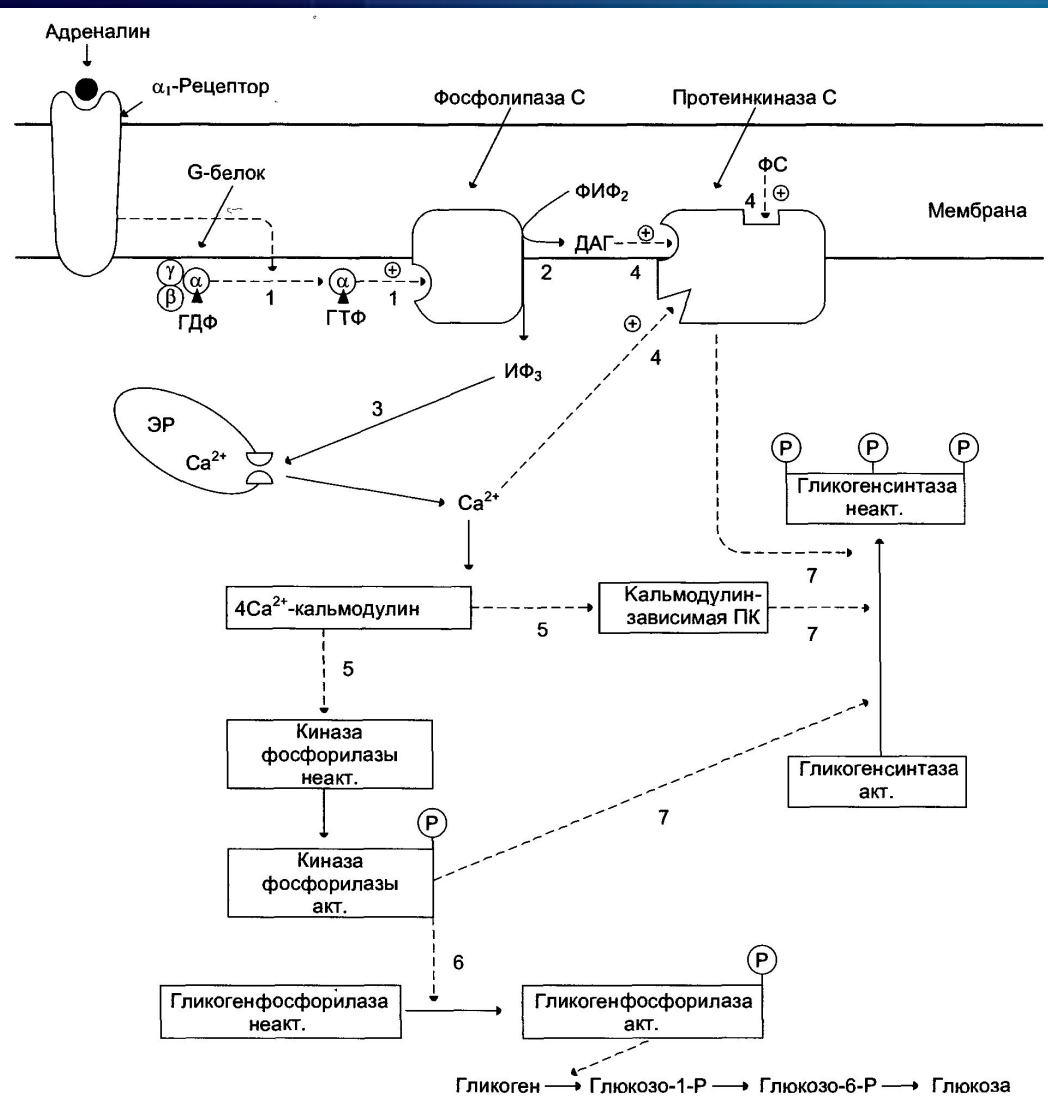 Адреналин
α₁-Рецептор
Фосфолипаза С
Протеинкиназа С
ФС
G-белок
ФИФ₂
4
⊕
Мембрана
ДАГ
⊕
2
4
γ
α
β
ГДФ
1
α
ГТФ
⊕
1
⊕
4
ИФ₃
3
ЭР
Ca²⁺
Ca²⁺
P
P
P
Гликогенсинтаза
неакт.
7
4Ca²⁺-кальмодулин
5
Кальмодулин-
зависимая ПК
7
5
Киназа
фосфорилазы
неакт.
Гликогенсинтаза
акт.
7
P
Киназа
фосфорилазы
акт.
6
P
Гликогенфосфорилаза
неакт.
Гликогенфосфорилаза
акт.
Гликоген → Глюкозо-1-Р → Глюкозо-6-Р → Глюкоза